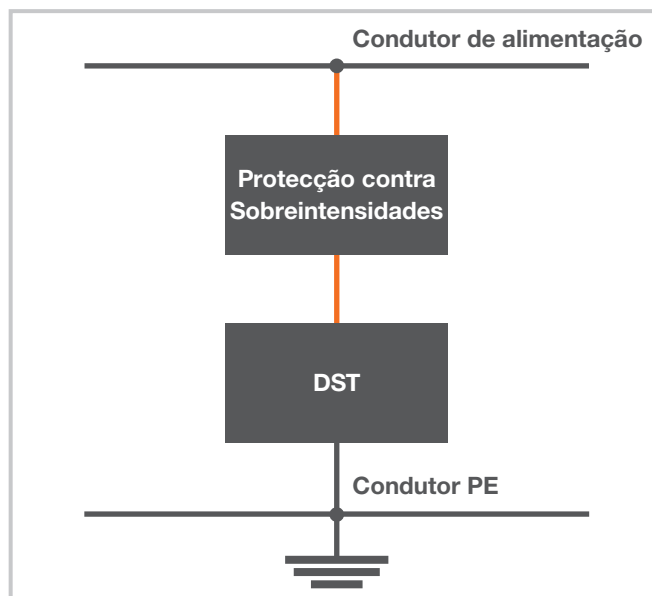 Condutor de alimentação
Protecção contra
Sobreintensidades
DST
Condutor PE